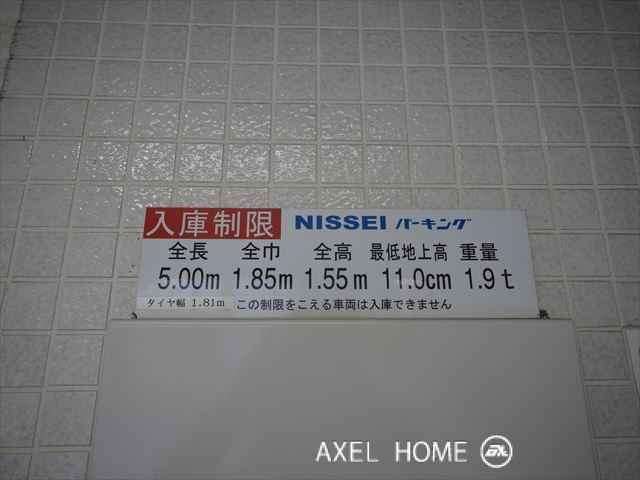 入庫制限 NISSEI パーキング
全長 全巾 全高 最低地上高 重量
5.00m 1.85m 1.55m 11.0cm 1.9t
タイヤ幅 1.81m この制限をこえる車両は入庫できません
AXEL HOME